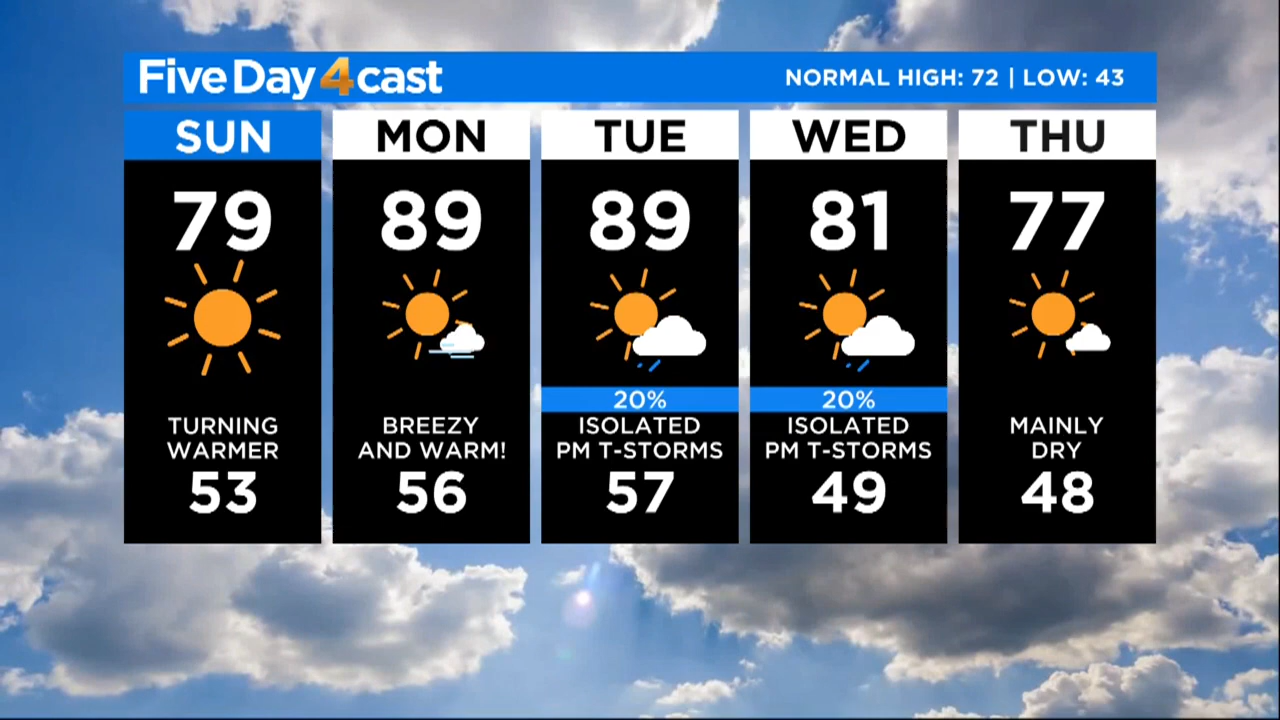 Five Day 4cast
NORMAL HIGH: 72 | LOW: 43
SUN
79
TURNING
WARMER
53
MON
89
BREEZY
AND WARM!
56
TUE
89
20%
ISOLATED
PM T-STORMS
57
WED
81
20%
ISOLATED
PM T-STORMS
49
THU
77
MAINLY
DRY
48